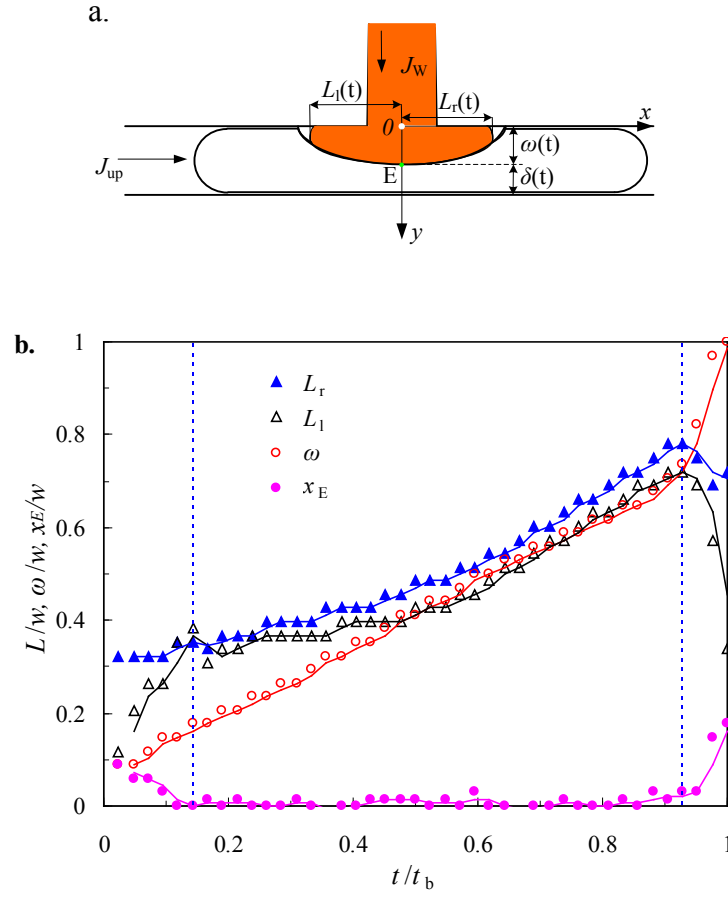 a.
J_W
L_l(t) L_r(t) x
0 ω(t)
J_up E δ(t)
y
b.
1
0.8
0.6
0.4
0.2
0
L_r
L_l
ω
x_E
L/w, ω/w, x_E/w
0 0.2 0.4 0.6 0.8 1
t/t_b